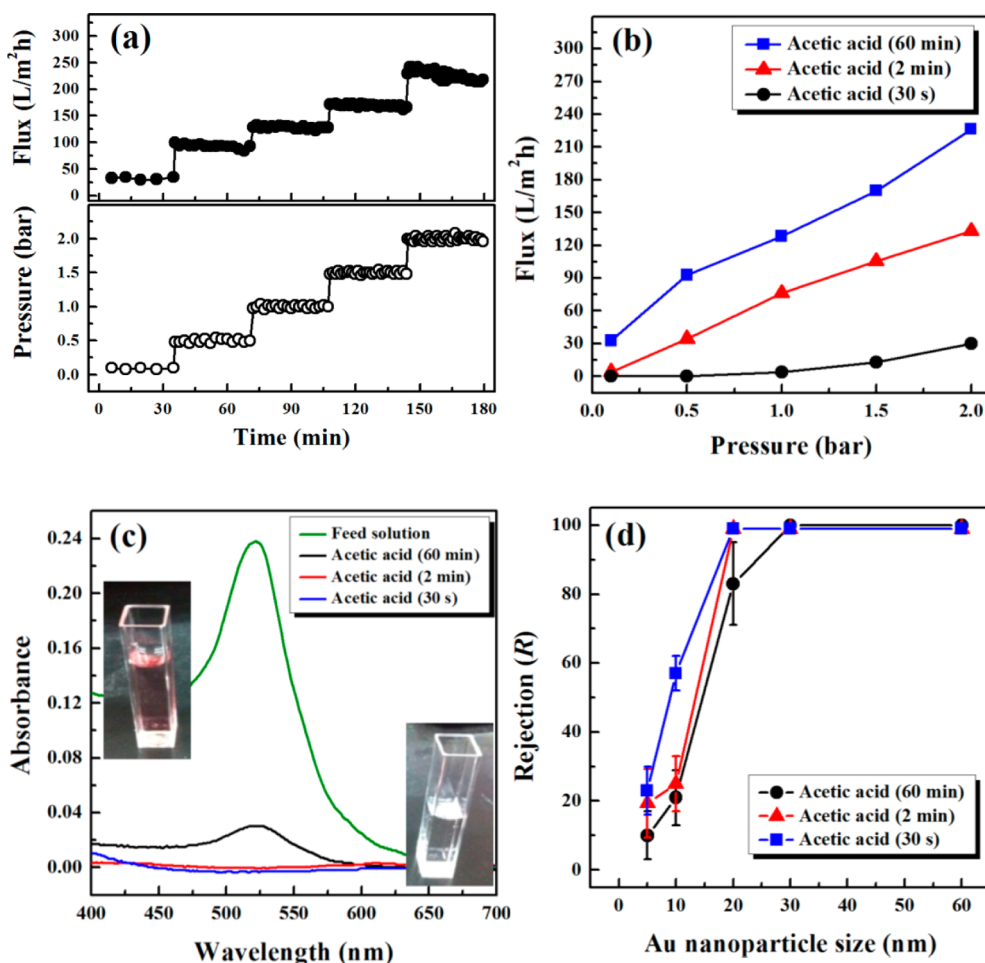 (a)
Flux (L/m²h)
300
250
200
150
100
50
0
Pressure (bar)
2.0
1.5
1.0
0.5
0.0
0 30 60 90 120 150 180
Time (min)
(b)
Acetic acid (60 min)
Acetic acid (2 min)
Acetic acid (30 s)
Flux (L/m²h)
330
300
270
240
210
180
150
120
90
60
30
0
0.0 0.5 1.0 1.5 2.0
Pressure (bar)
(c)
Feed solution
Acetic acid (60 min)
Acetic acid (2 min)
Acetic acid (30 s)
Absorbance
0.24
0.20
0.16
0.12
0.08
0.04
0.00
400 450 500 550 600 650 700
Wavelength (nm)
(d)
Rejection (R)
100
80
60
40
20
0
Acetic acid (60 min)
Acetic acid (2 min)
Acetic acid (30 s)
0 10 20 30 40 50 60
Au nanoparticle size (nm)